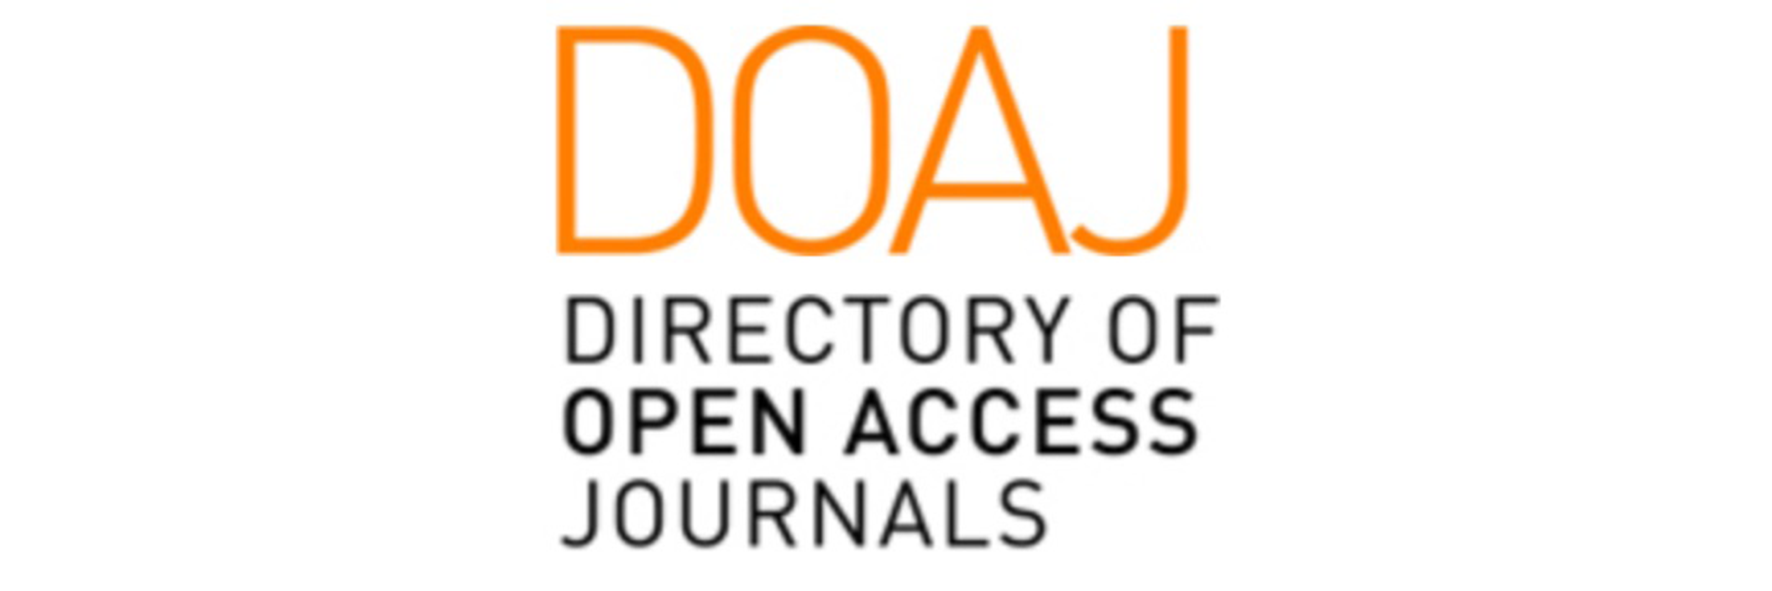 DOAJ
DIRECTORY OF
OPEN ACCESS
JOURNALS